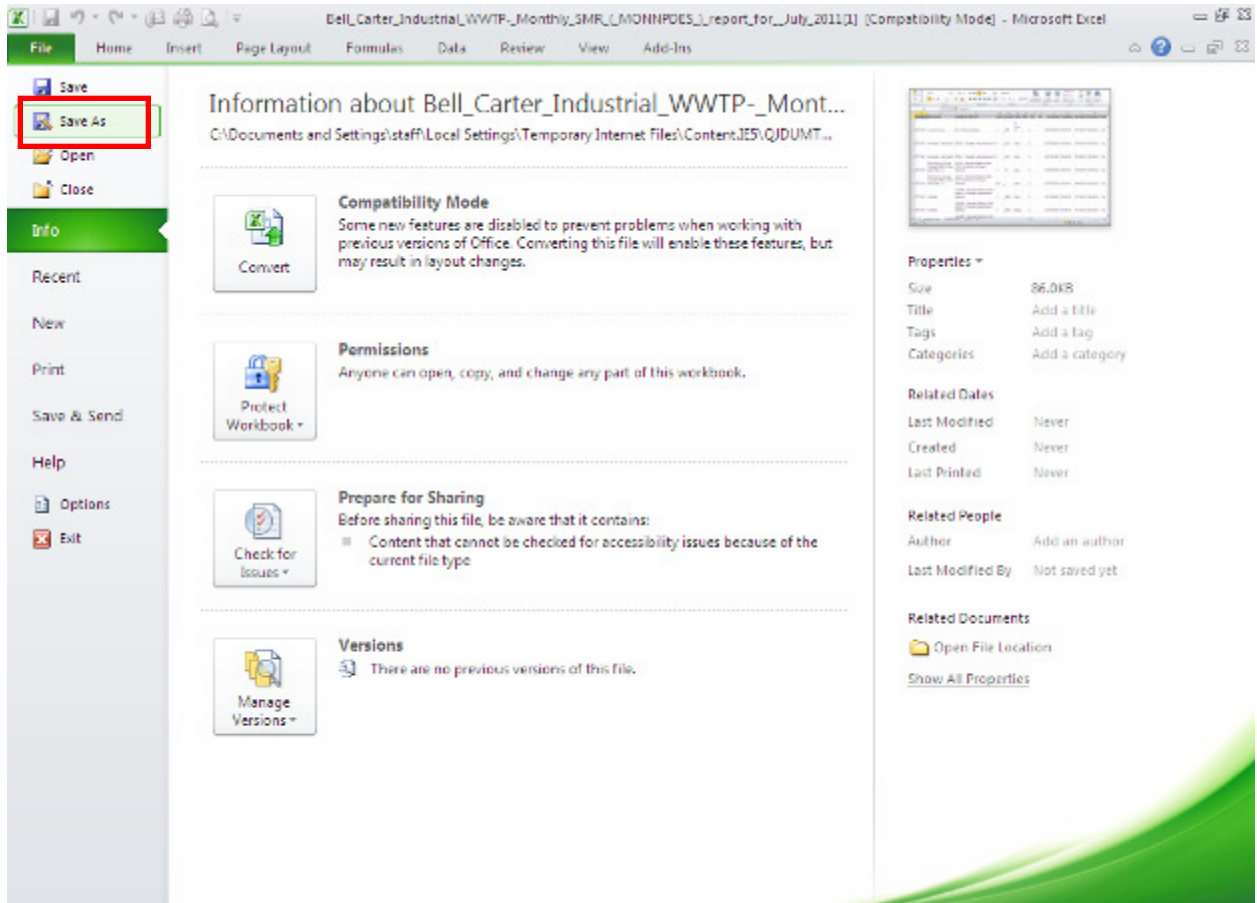 Bell_Carter_Industrial_WWTP-_Monthly_SMR_(_MONNPDES_)_report_for__July_2011[1] [Compatibility Mode] - Microsoft Excel
File Home Insert Page Layout Formulas Data Review View Add-Ins
Save
Save As
Open
Close
Info
Recent
New
Print
Save & Send
Help
Options
Exit
Information about Bell_Carter_Industrial_WWTP-_Mont...
C:\Documents and Settings\staff\Local Settings\Temporary Internet Files\Content.IE5\QJDUMT...
Convert
Compatibility Mode
Some new features are disabled to prevent problems when working with
previous versions of Office. Converting this file will enable these features, but
may result in layout changes.
Protect
Workbook
Permissions
Anyone can open, copy, and change any part of this workbook.
Check for
Issues
Prepare for Sharing
Before sharing this file, be aware that it contains:
Content that cannot be checked for accessibility issues because of the
current file type
Manage
Versions
Versions
There are no previous versions of this file.
Properties
Size 86.0KB
Title Add a title
Tags Add a tag
Categories Add a category
Related Dates
Last Modified Never
Created Never
Last Printed Never
Related People
Author Add an author
Last Modified By Not saved yet
Related Documents
Open File Location
Show All Properties